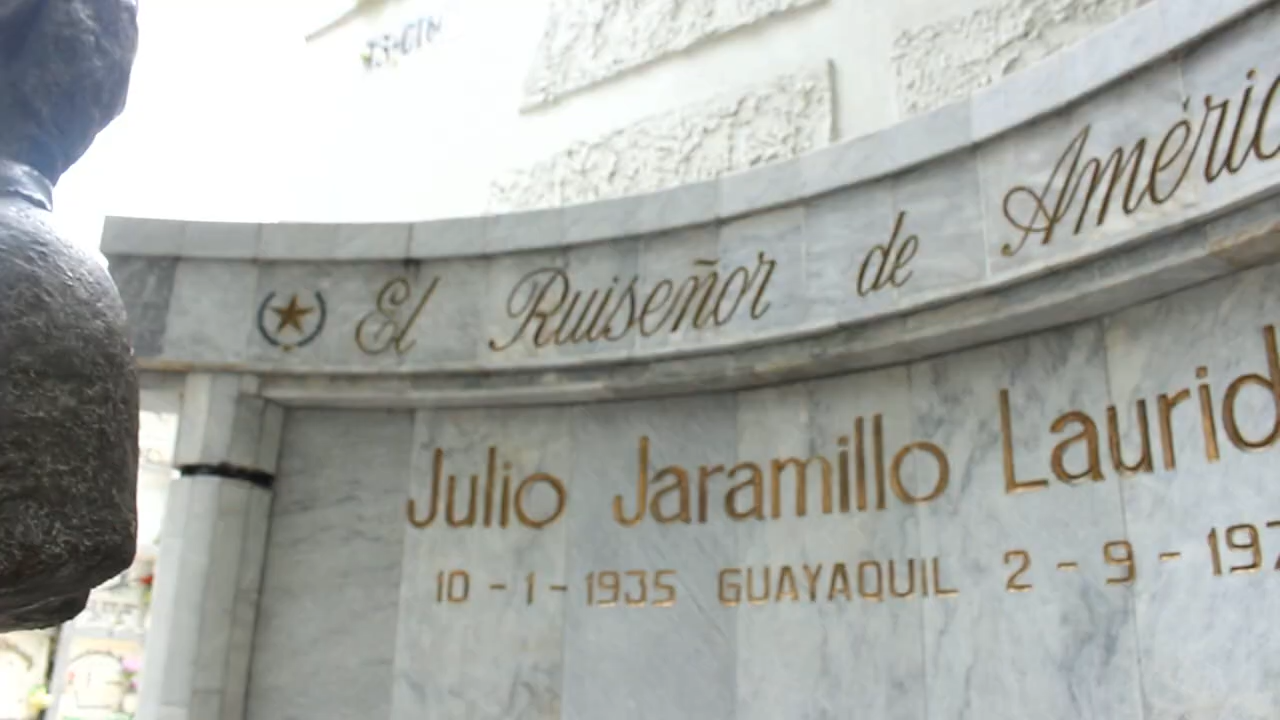 El Ruiseñor de Améric
Julio Jaramillo Laurid
10 - 1 - 1935 GUAYAQUIL 2 - 9 - 197